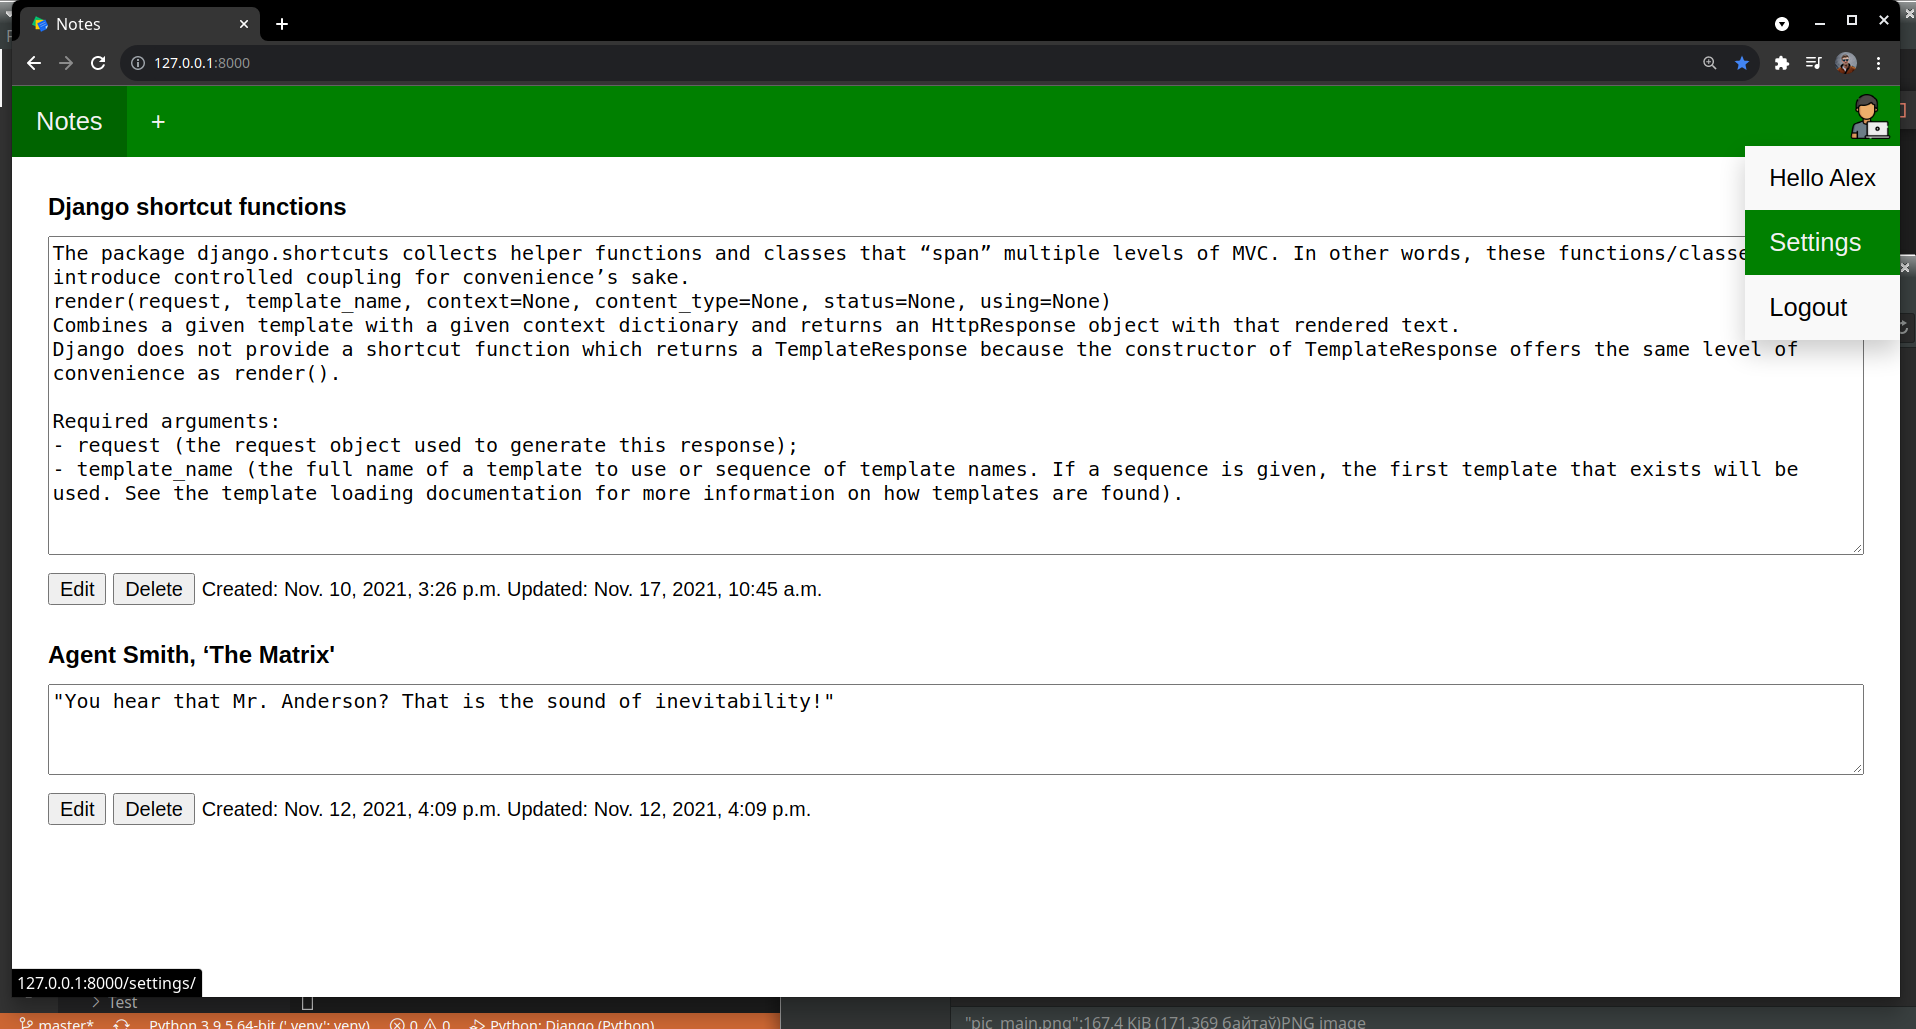 Notes
127.0.0.1:8000
Notes
+
Hello Alex
Settings
Logout
Django shortcut functions
The package django.shortcuts collects helper functions and classes that “span” multiple levels of MVC. In other words, these functions/classe
introduce controlled coupling for convenience’s sake.
render(request, template_name, context=None, content_type=None, status=None, using=None)
Combines a given template with a given context dictionary and returns an HttpResponse object with that rendered text.
Django does not provide a shortcut function which returns a TemplateResponse because the constructor of TemplateResponse offers the same level of
convenience as render().
Required arguments:
- request (the request object used to generate this response);
- template_name (the full name of a template to use or sequence of template names. If a sequence is given, the first template that exists will be
used. See the template loading documentation for more information on how templates are found).
Edit Delete Created: Nov. 10, 2021, 3:26 p.m. Updated: Nov. 17, 2021, 10:45 a.m.
Agent Smith, ‘The Matrix'
"You hear that Mr. Anderson? That is the sound of inevitability!"
Edit Delete Created: Nov. 12, 2021, 4:09 p.m. Updated: Nov. 12, 2021, 4:09 p.m.
127.0.0.1:8000/settings/
Test
master* Python 3.9.5 64-bit ('.venv': venv) 0 0 Python: Django (Python)
"pic_main.png":167,4 KiB (171.369 байтаў)PNG image